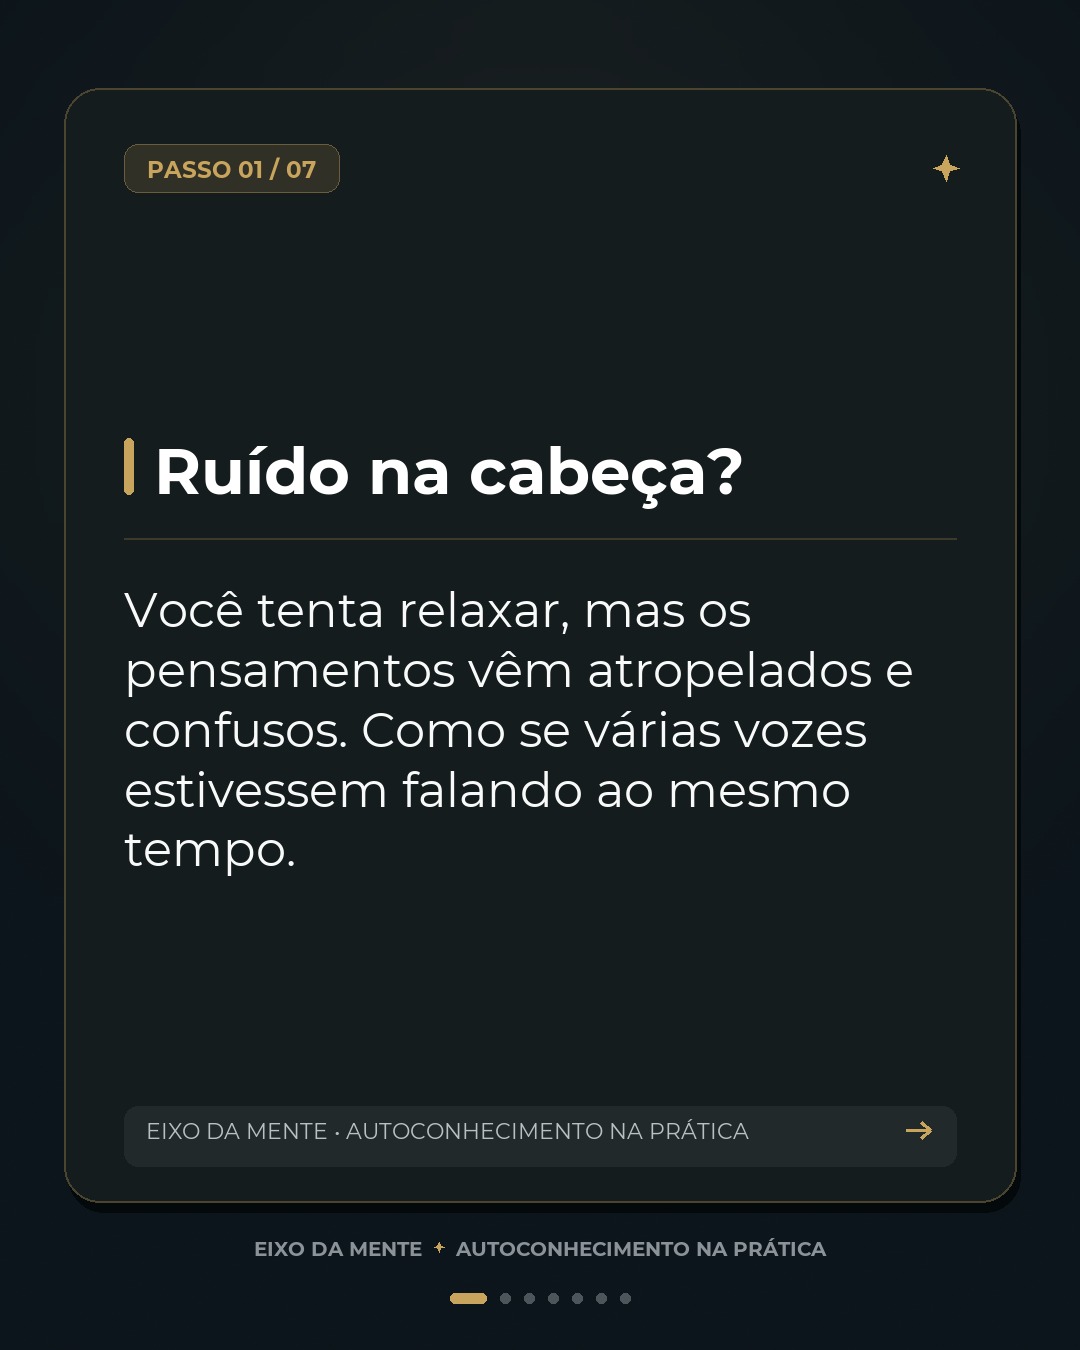 PASSO 01 / 07
Ruído na cabeça?
Você tenta relaxar, mas os
pensamentos vêm atropelados e
confusos. Como se várias vozes
estivessem falando ao mesmo
tempo.
EIXO DA MENTE • AUTOCONHECIMENTO NA PRÁTICA
EIXO DA MENTE ✦ AUTOCONHECIMENTO NA PRÁTICA